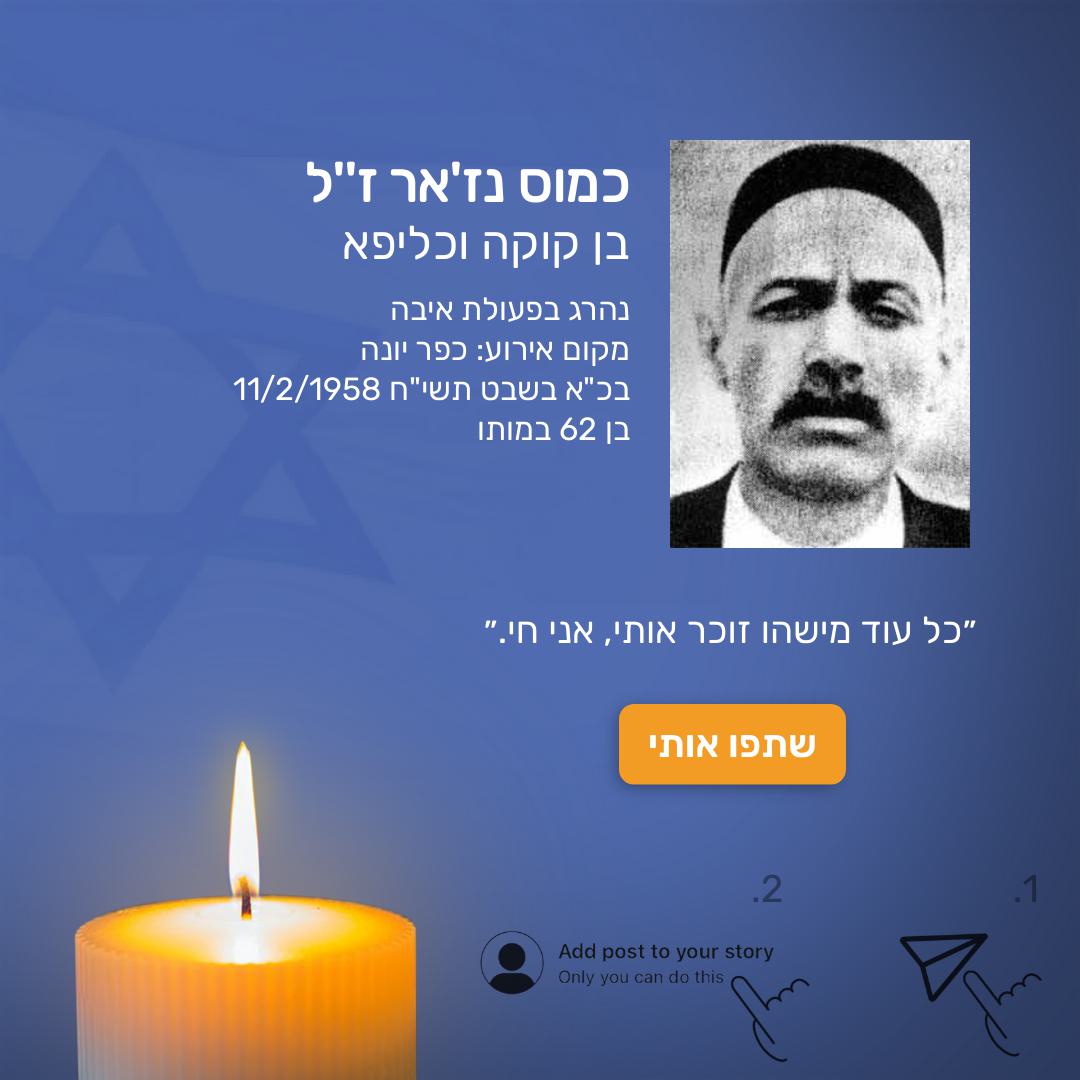 כמוס נז'אר ז''ל
בן קוקה וכליפא
נהרג בפעולת איבה
מקום אירוע: כפר יונה
בכ"א בשבט תשי"ח 11/2/1958
בן 62 במותו
״כל עוד מישהו זוכר אותי, אני חי.״
שתפו אותי
1.
2.
Add post to your story
Only you can do this